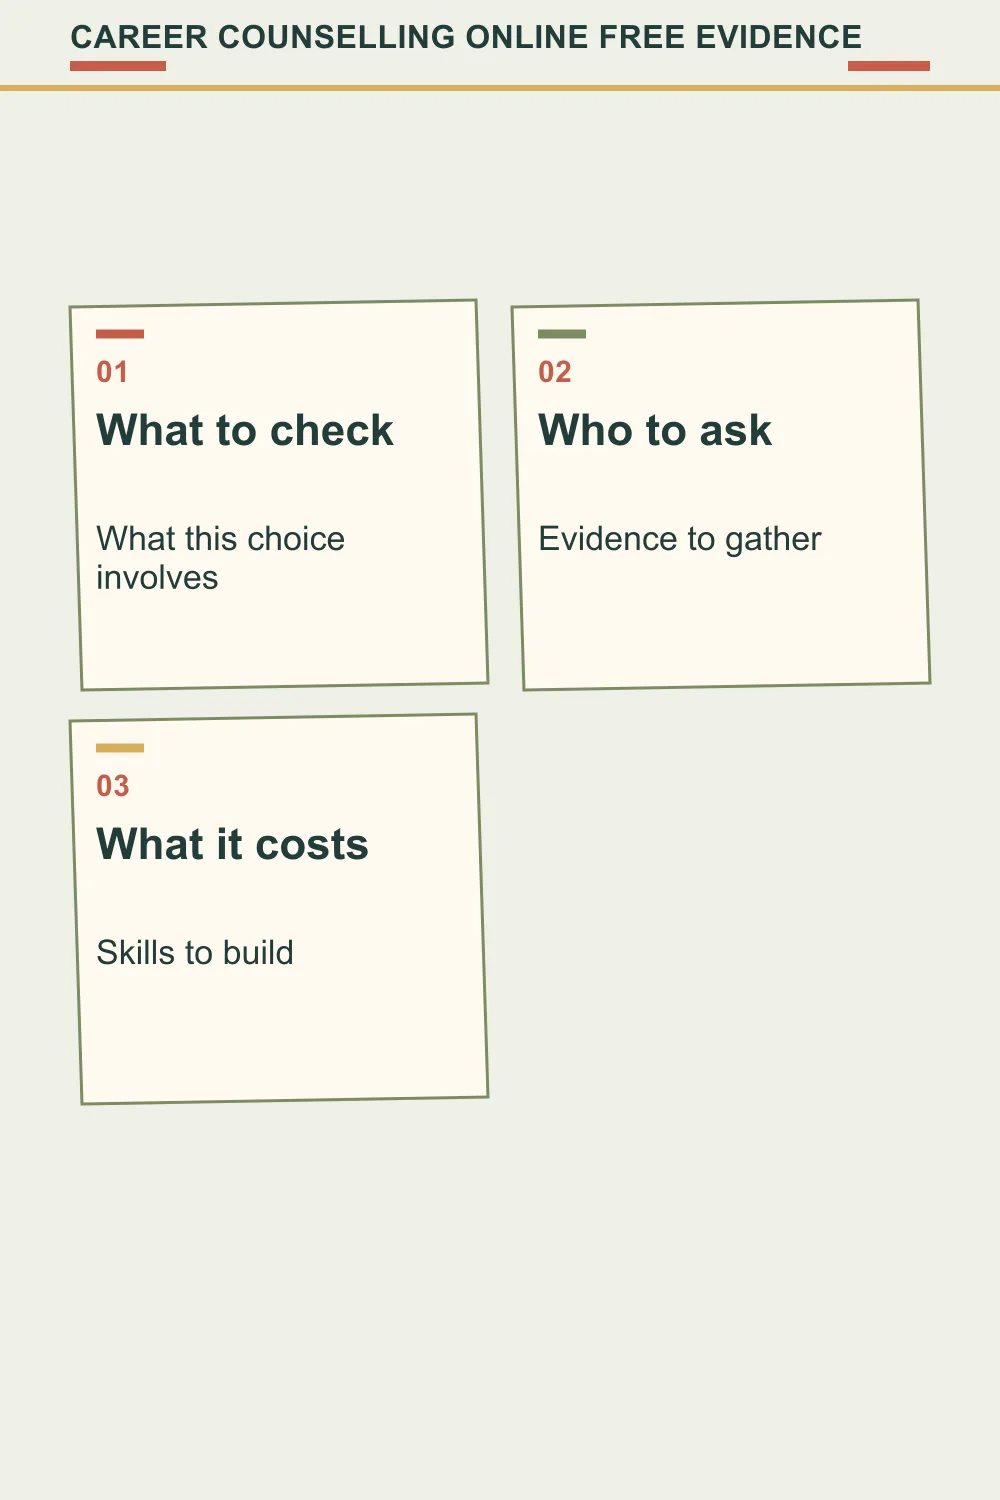 CAREER COUNSELLING ONLINE FREE EVIDENCE
01
What to check
What this choice
involves
02
Who to ask
Evidence to gather
03
What it costs
Skills to build